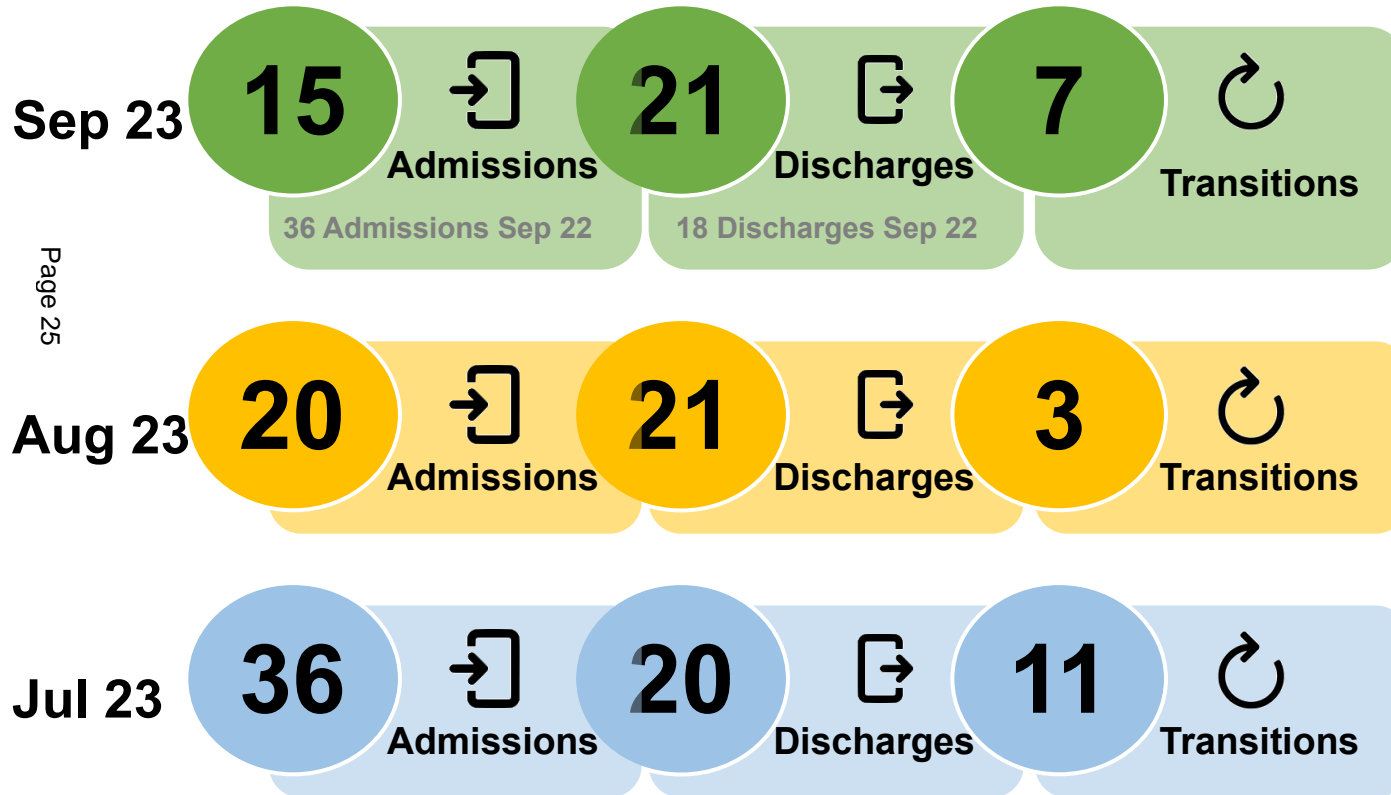 Sep 23
15
Admissions
36 Admissions Sep 22
21
Discharges
18 Discharges Sep 22
7
Transitions
Page 25
Aug 23
20
Admissions
21
Discharges
3
Transitions
Jul 23
36
Admissions
20
Discharges
11
Transitions